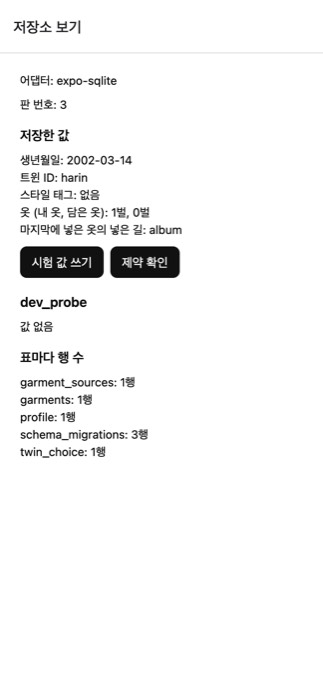 저장소 보기
어댑터: expo-sqlite
판 번호: 3
저장한 값
생년월일: 2002-03-14
트윈 ID: harin
스타일 태그: 없음
옷 (내 옷, 담은 옷): 1벌, 0벌
마지막에 넣은 옷의 넣은 길: album
시험 값 쓰기
제약 확인
dev_probe
값 없음
표마다 행 수
garment_sources: 1행
garments: 1행
profile: 1행
schema_migrations: 3행
twin_choice: 1행